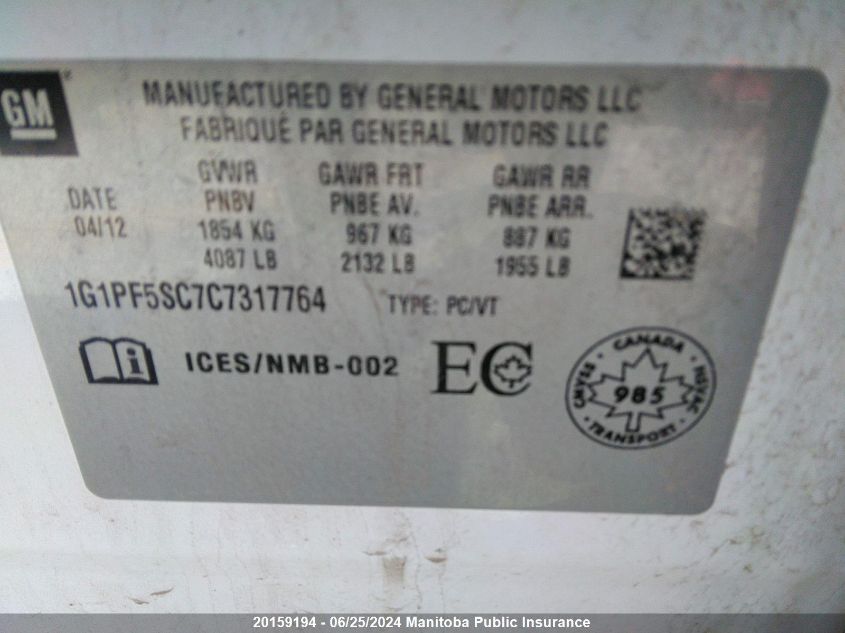 GM
MANUFACTURED BY GENERAL MOTORS LLC
FABRIQUÉ PAR GENERAL MOTORS LLC
DATE
04/12
GVWR
PNBV
1854 KG
4087 LB
GAWR FRT
PNBE AV.
967 KG
2132 LB
GAWR RR
PNBE ARR.
887 KG
1955 LB
1G1PF5SC7C7317764 TYPE: PC/VT
i ICES/NMB-002 EC
CANADA
CMVSS 985 NSVAC
TRANSPORT
20159194 - 06/25/2024 Manitoba Public Insurance